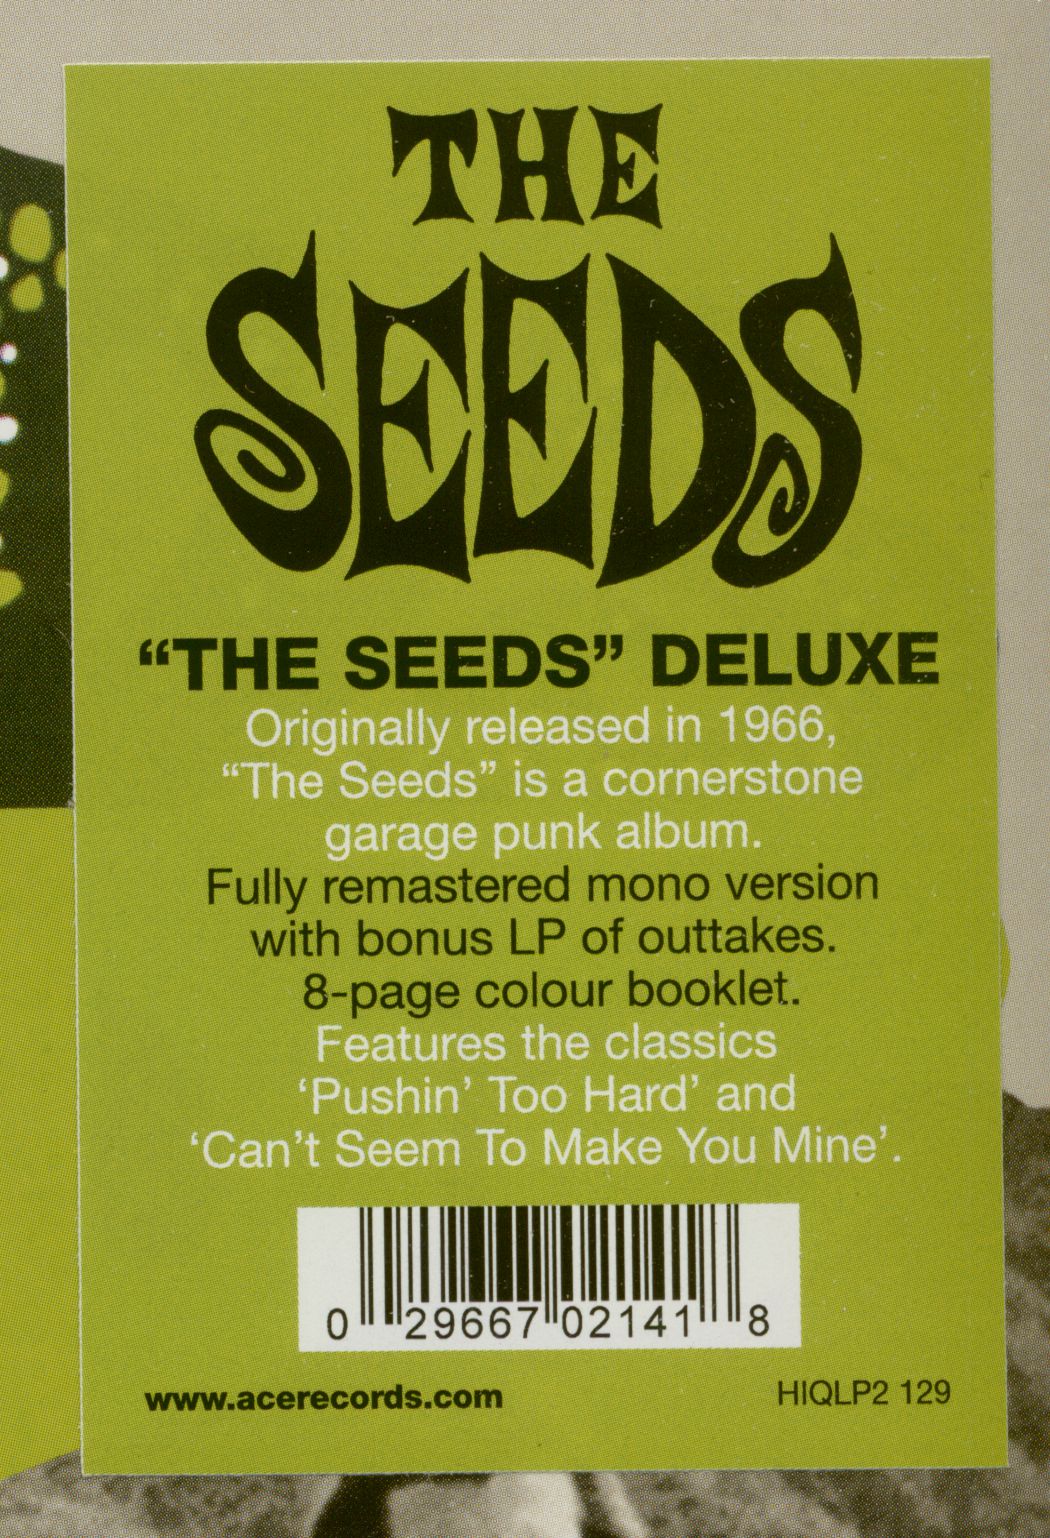 THE
SEEDS
“THE SEEDS” DELUXE
Originally released in 1966,
“The Seeds” is a cornerstone
garage punk album.
Fully remastered mono version
with bonus LP of outtakes.
8-page colour booklet.
Features the classics
‘Pushin’ Too Hard’ and
‘Can’t Seem To Make You Mine’.
0 29667 02141 8
www.acerecords.com HIQLP2 129